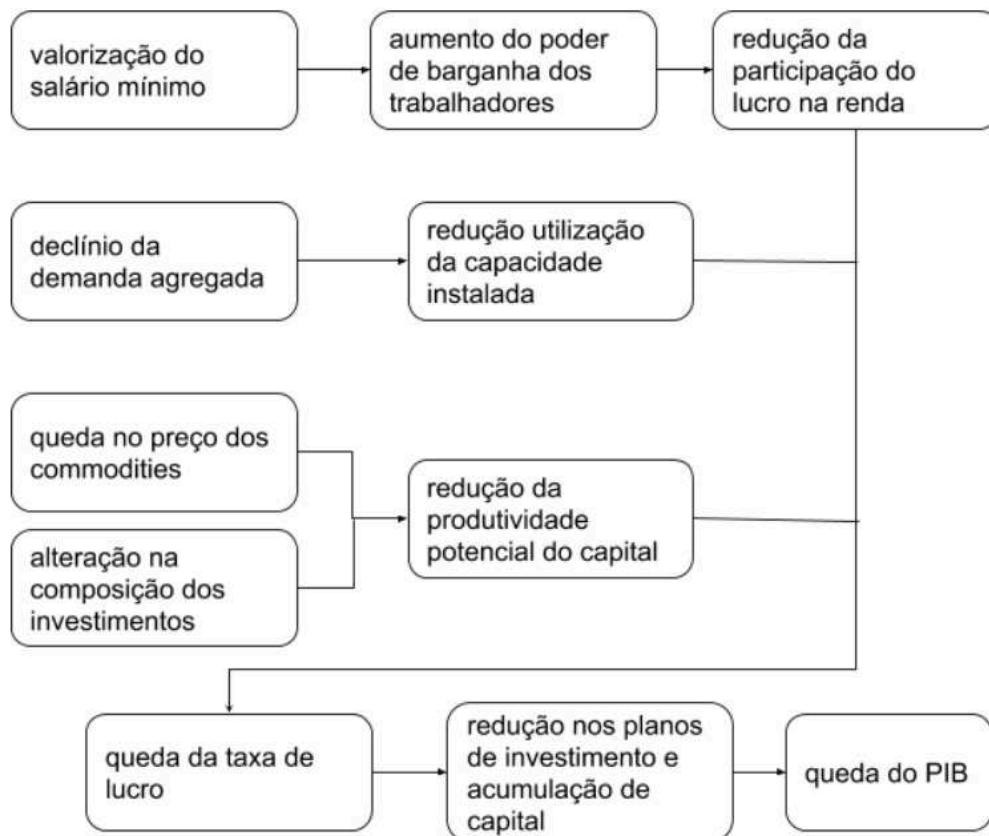 valorização do
salário mínimo
aumento do poder
de barganha dos
trabalhadores
redução da
participação do
lucro na renda
declínio da
demanda agregada
redução utilização
da capacidade
instalada
queda no preço dos
commodities
redução da
produtividade
potencial do capital
alteração na
composição dos
investimentos
queda da taxa de
lucro
redução nos planos
de investimento e
acumulação de
capital
queda do PIB